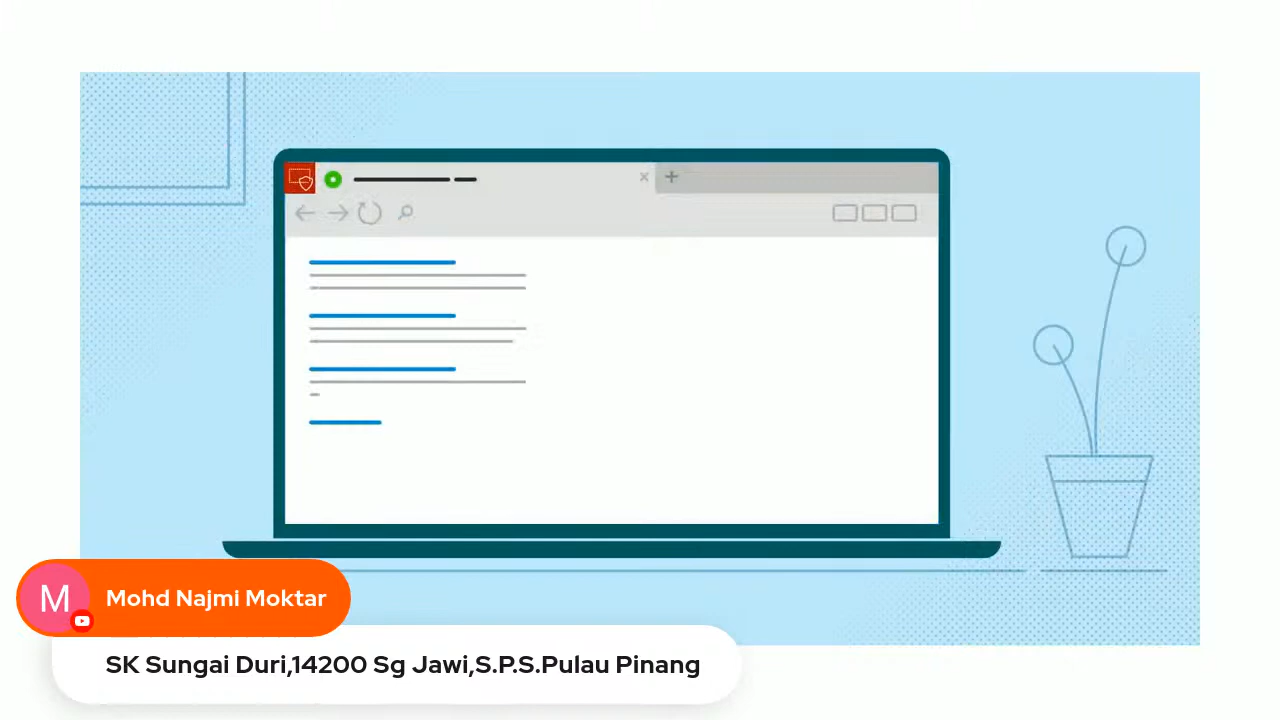 M
Mohd Najmi Moktar
SK Sungai Duri,14200 Sg Jawi,S.P.S.Pulau Pinang